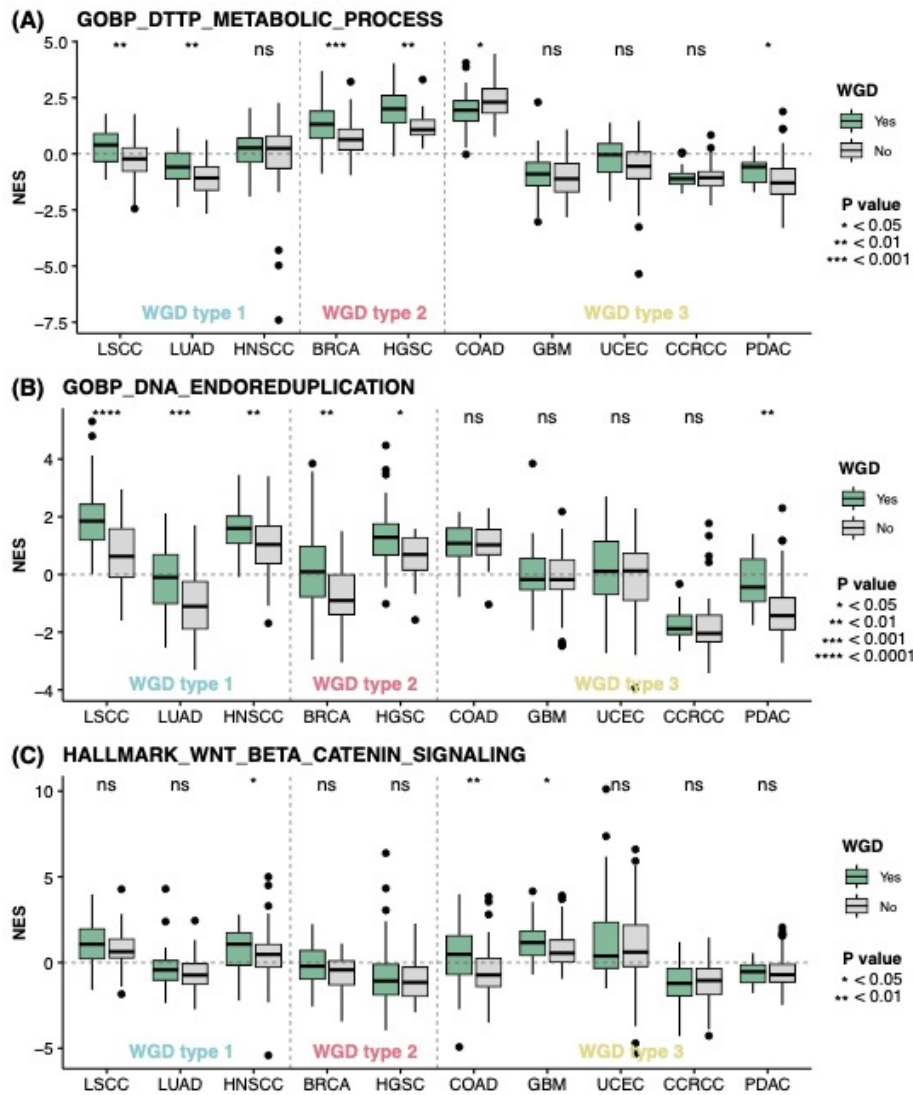 (A) GOBP_DTTP_METABOLIC_PROCESS
5.0
2.5
0.0
−2.5
−5.0
−7.5
NES
** ** ns *** ** * ns ns ns *
WGD type 1 WGD type 2 WGD type 3
LSCC LUAD HNSCC BRCA HGSC COAD GBM UCEC CCRCC PDAC
WGD
Yes
No
P value
* < 0.05
** < 0.01
*** < 0.001
(B) GOBP_DNA_ENDOREDUPLICATION
4
2
0
−2
−4
NES
**** *** ** ** * ns ns ns ns **
WGD type 1 WGD type 2 WGD type 3
LSCC LUAD HNSCC BRCA HGSC COAD GBM UCEC CCRCC PDAC
WGD
Yes
No
P value
* < 0.05
** < 0.01
*** < 0.001
**** < 0.0001
(C) HALLMARK_WNT_BETA_CATENIN_SIGNALING
10
5
0
−5
NES
ns ns * ns ns ** * ns ns ns
WGD type 1 WGD type 2 WGD type 3
LSCC LUAD HNSCC BRCA HGSC COAD GBM UCEC CCRCC PDAC
WGD
Yes
No
P value
* < 0.05
** < 0.01